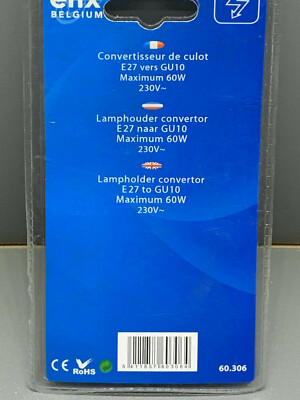 BELGIUM
Convertisseur de culot
E27 vers GU10
Maximum 60W
230V~
Lamphouder convertor
E27 naar GU10
Maximum 60W
230V~
Lampholder convertor
E27 to GU10
Maximum 60W
230V~
CE RoHS
60.306